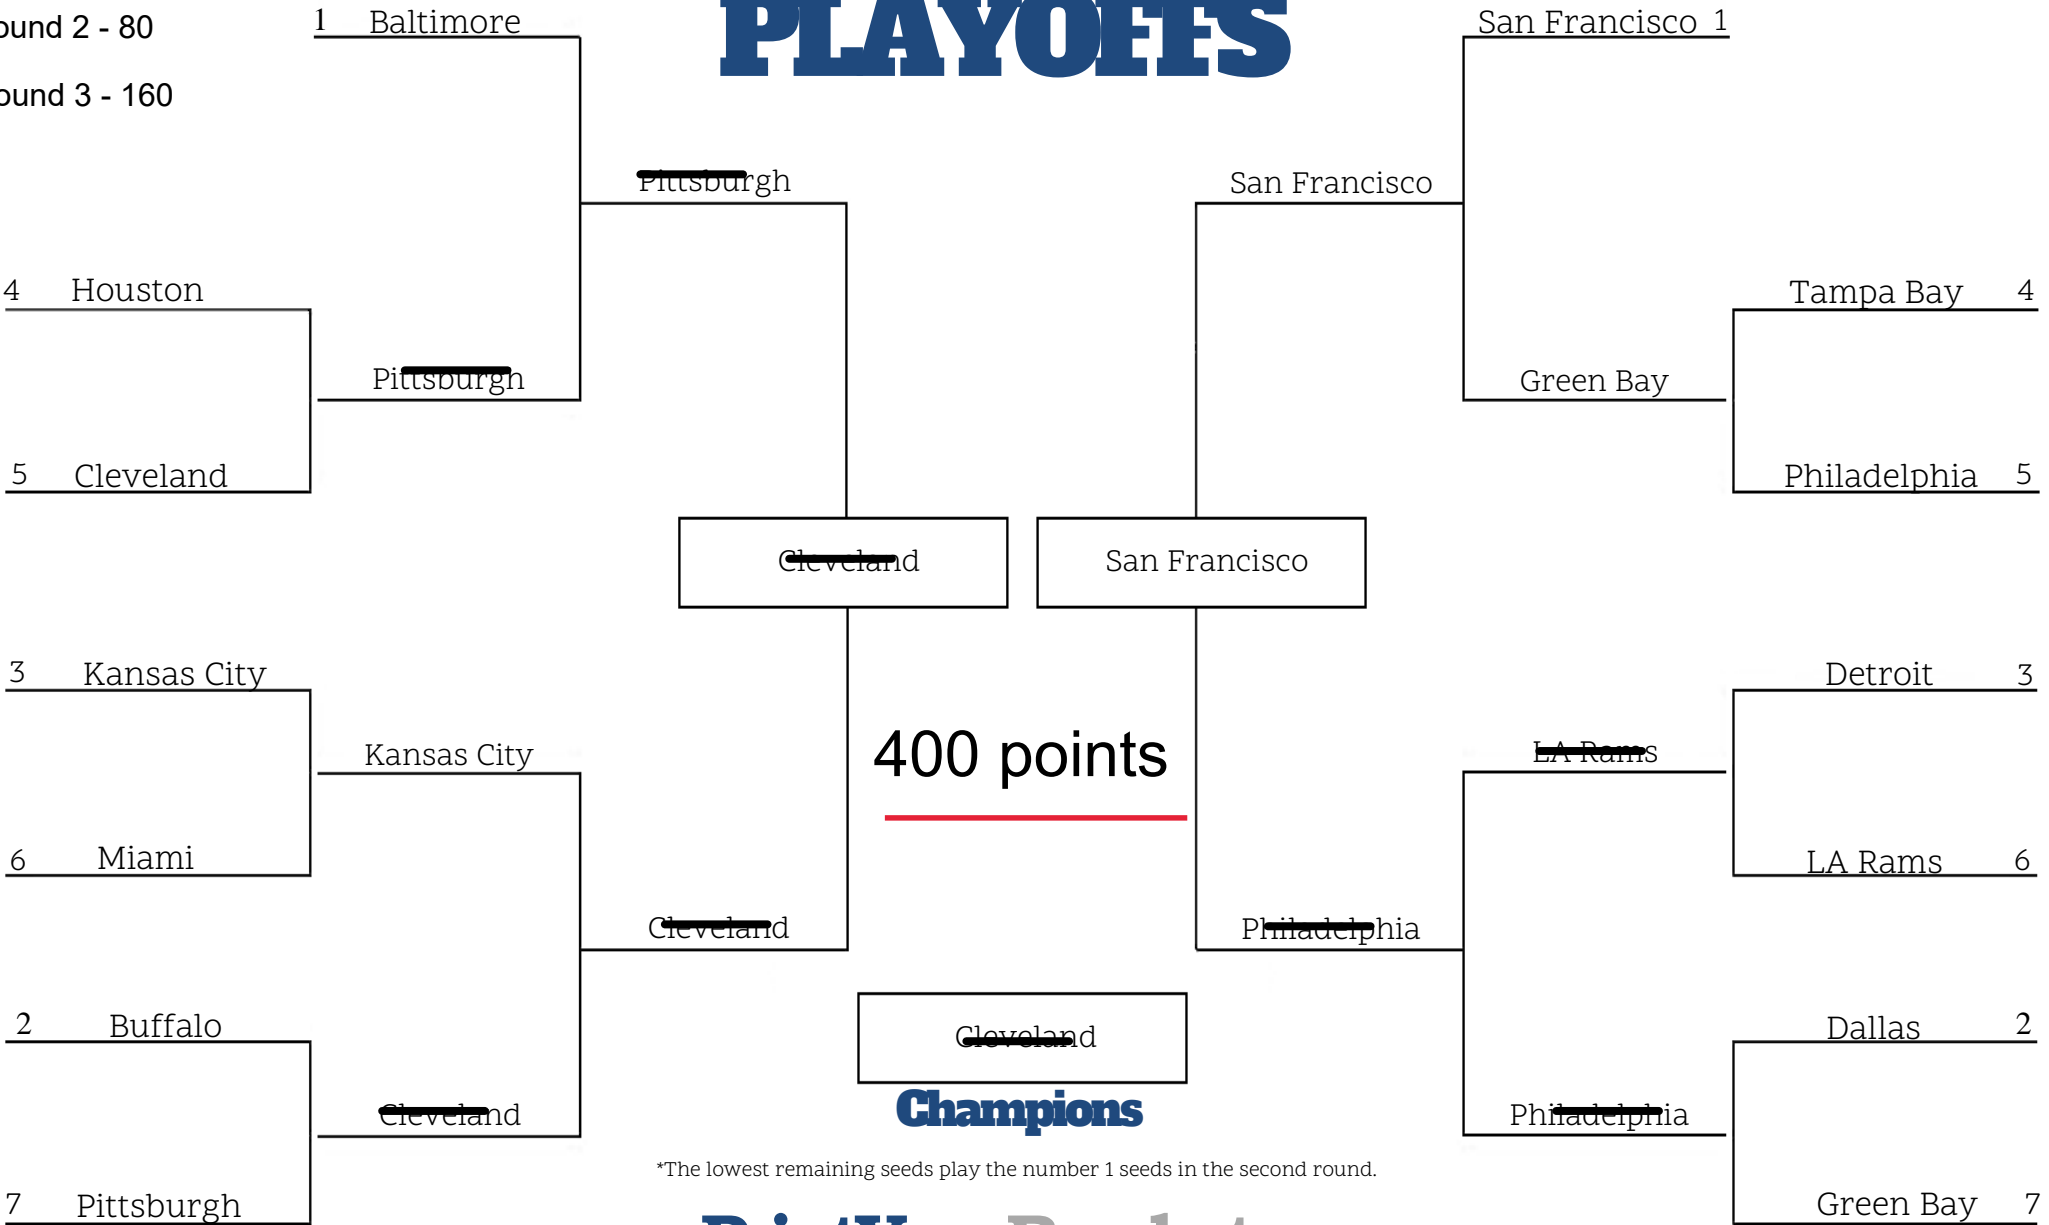 ound 2 - 80
1 Baltimore
PLAYOFFS
San Francisco 1
ound 3 - 160
Pittsburgh
San Francisco
4 Houston
Tampa Bay 4
Pittsburgh
Green Bay
5 Cleveland
Philadelphia 5
Cleveland
San Francisco
3 Kansas City
Detroit 3
Kansas City
400 points
LA Rams
6 Miami
LA Rams 6
Cleveland
Philadelphia
2 Buffalo
Cleveland
Dallas 2
Cleveland
Champions
Philadelphia
*The lowest remaining seeds play the number 1 seeds in the second round.
7 Pittsburgh
Green Bay 7